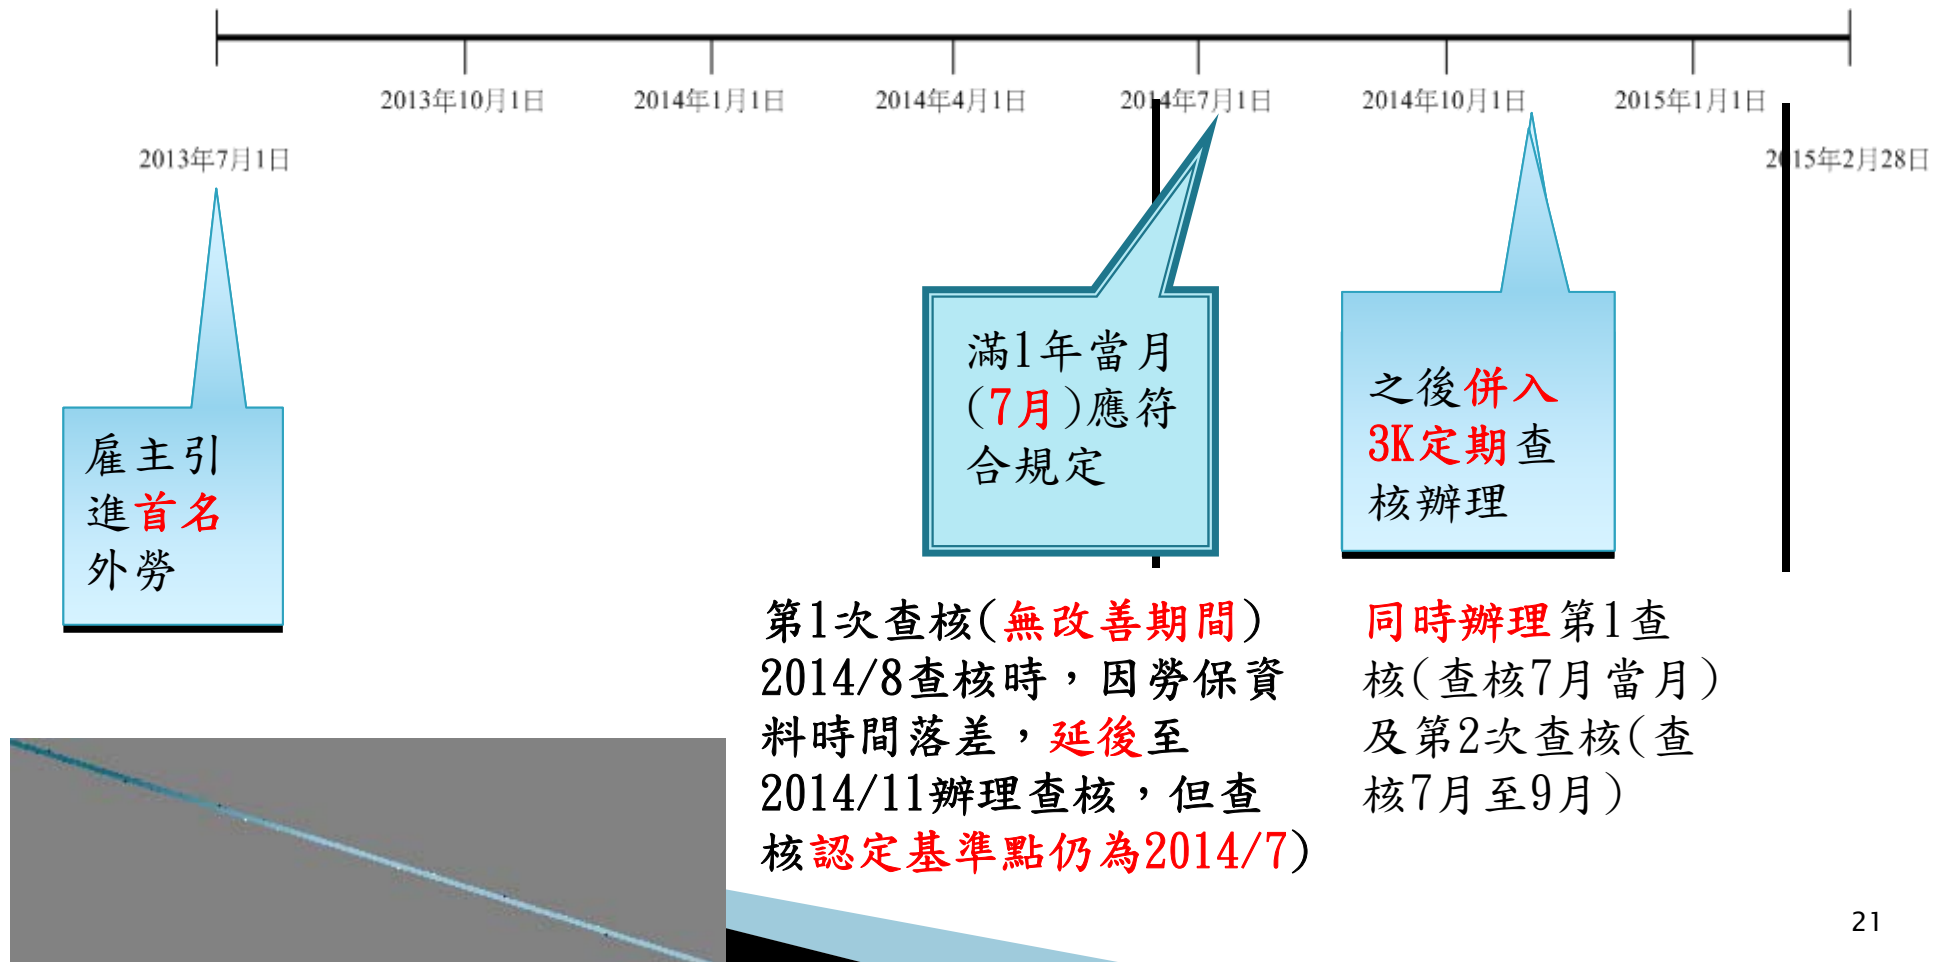 2013年10月1日
2014年1月1日
2014年4月1日
2014年7月1日
2014年10月1日
2015年1月1日
2013年7月1日
2015年2月28日
雇主引
進首名
外勞
滿1年當月
(7月)應符
合規定
之後併入
3K定期查
核辦理
第1次查核(無改善期間)
2014/8查核時，因勞保資
料時間落差，延後至
2014/11辦理查核，但查
核認定基準點仍為2014/7)
同時辦理第1查
核(查核7月當月)
及第2次查核(查
核7月至9月)
21